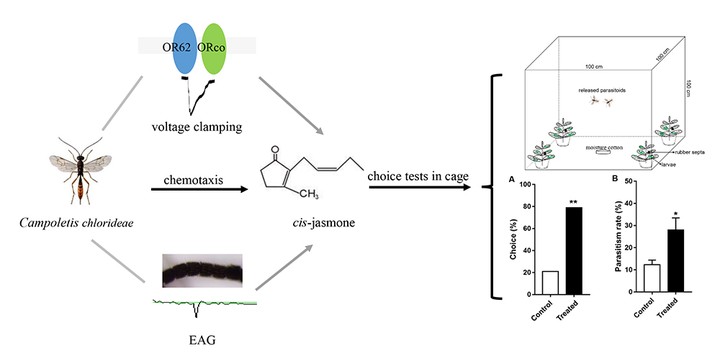 OR62 ORco
voltage clamping
Campoletis chlorideae
chemotaxis
O
CH₃
cis-jasmone
EAG
choice tests in cage
100 cm
100 cm
100 cm
released parasitoids
moisture cotton
rubber septa
larvae
A
Choice (%)
100
80
60
40
20
0
**
Control
Treated
B
Parasitism rate (%)
50
40
30
20
10
0
*
Control
Treated